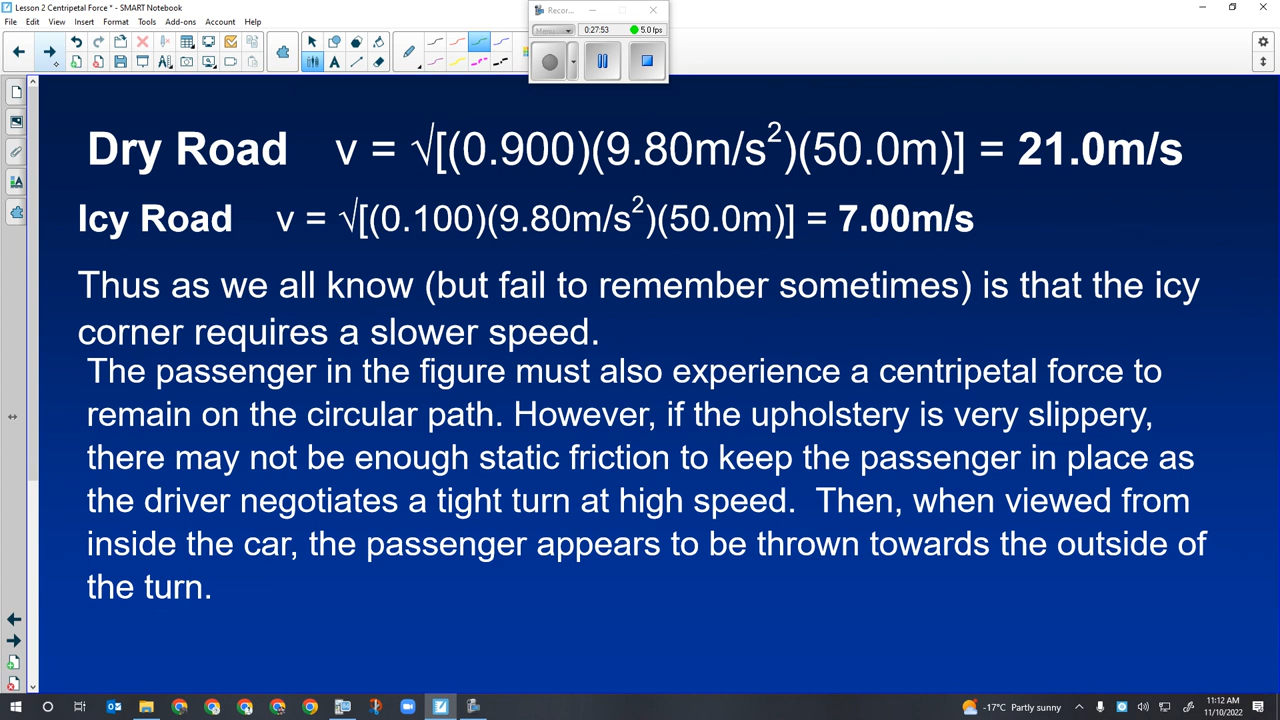 Lesson 2 Centripetal Force * - SMART Notebook
Recor...
File Edit View Insert Format Tools Add-ons Account Help
0:27:53 5.0 fps
Dry Road v = √[(0.900)(9.80m/s²)(50.0m)] = 21.0m/s
Icy Road v = √[(0.100)(9.80m/s²)(50.0m)] = 7.00m/s
Thus as we all know (but fail to remember sometimes) is that the icy
corner requires a slower speed.
The passenger in the figure must also experience a centripetal force to
remain on the circular path. However, if the upholstery is very slippery,
there may not be enough static friction to keep the passenger in place as
the driver negotiates a tight turn at high speed. Then, when viewed from
inside the car, the passenger appears to be thrown towards the outside of
the turn.
-17°C Partly sunny
11:12 AM
11/10/2022